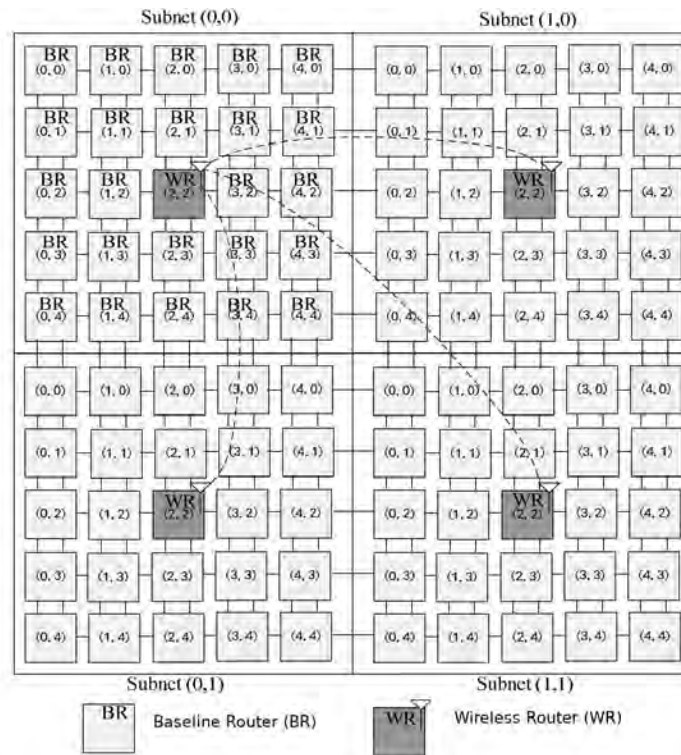 Subnet (0,0) Subnet (1,0)
BR BR BR BR BR
(0, 0) (1, 0) (2, 0) (3, 0) (4, 0) (0, 0) (1, 0) (2, 0) (3, 0) (4, 0)
BR BR BR BR BR
(0, 1) (1, 1) (2, 1) (3, 1) (4, 1) (0, 1) (1, 1) (2, 1) (3, 1) (4, 1)
BR BR WR BR BR WR
(0, 2) (1, 2) (2, 2) (3, 2) (4, 2) (0, 2) (1, 2) (2, 2) (3, 2) (4, 2)
BR BR BR BR BR
(0, 3) (1, 3) (2, 3) (3, 3) (4, 3) (0, 3) (1, 3) (2, 3) (3, 3) (4, 3)
BR BR BR BR BR
(0, 4) (1, 4) (2, 4) (3, 4) (4, 4) (0, 4) (1, 4) (2, 4) (3, 4) (4, 4)
(0, 0) (1, 0) (2, 0) (3, 0) (4, 0) (0, 0) (1, 0) (2, 0) (3, 0) (4, 0)
(0, 1) (1, 1) (2, 1) (3, 1) (4, 1) (0, 1) (1, 1) (2, 1) (3, 1) (4, 1)
WR WR
(0, 2) (1, 2) (2, 2) (3, 2) (4, 2) (0, 2) (1, 2) (2, 2) (3, 2) (4, 2)
(0, 3) (1, 3) (2, 3) (3, 3) (4, 3) (0, 3) (1, 3) (2, 3) (3, 3) (4, 3)
(0, 4) (1, 4) (2, 4) (3, 4) (4, 4) (0, 4) (1, 4) (2, 4) (3, 4) (4, 4)
Subnet (0,1) Subnet (1,1)
BR Baseline Router (BR) WR Wireless Router (WR)